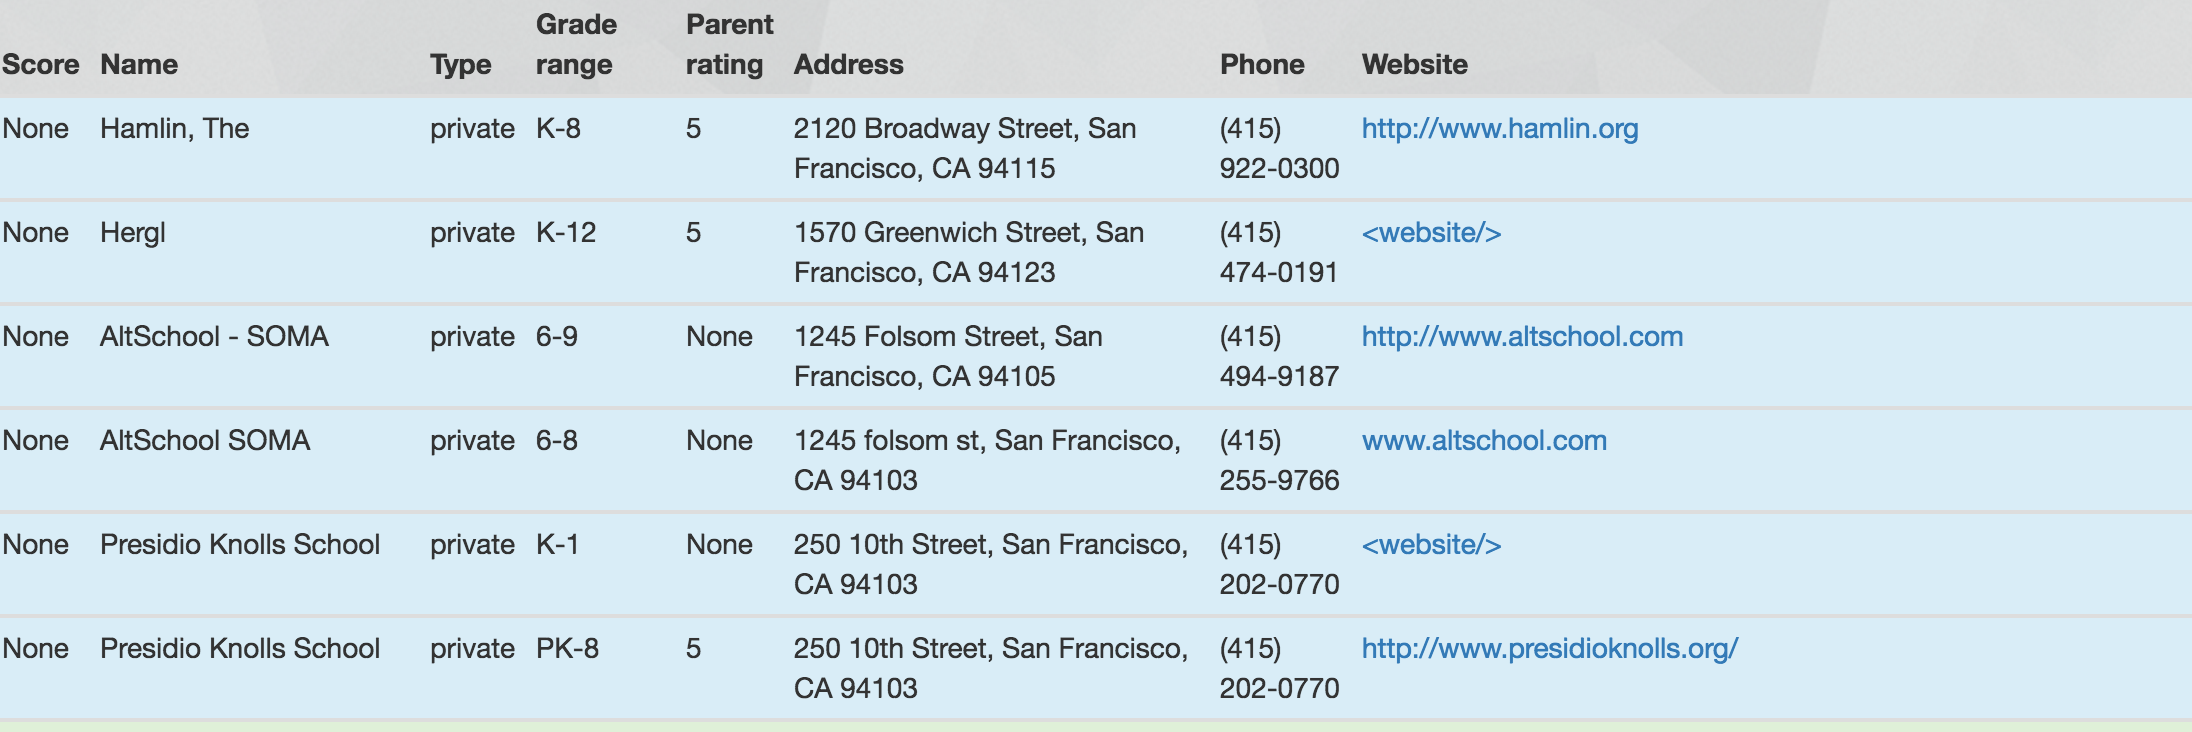 Score Name Type Grade range Parent rating Address Phone Website
None Hamlin, The private K-8 5 2120 Broadway Street, San (415) http://www.hamlin.org
Francisco, CA 94115 922-0300
None Hergl private K-12 5 1570 Greenwich Street, San (415) <website/>
Francisco, CA 94123 474-0191
None AltSchool - SOMA private 6-9 None 1245 Folsom Street, San (415) http://www.altschool.com
Francisco, CA 94105 494-9187
None AltSchool SOMA private 6-8 None 1245 folsom st, San Francisco, (415) www.altschool.com
CA 94103 255-9766
None Presidio Knolls School private K-1 None 250 10th Street, San Francisco, (415) <website/>
CA 94103 202-0770
None Presidio Knolls School private PK-8 5 250 10th Street, San Francisco, (415) http://www.presidioknolls.org/
CA 94103 202-0770